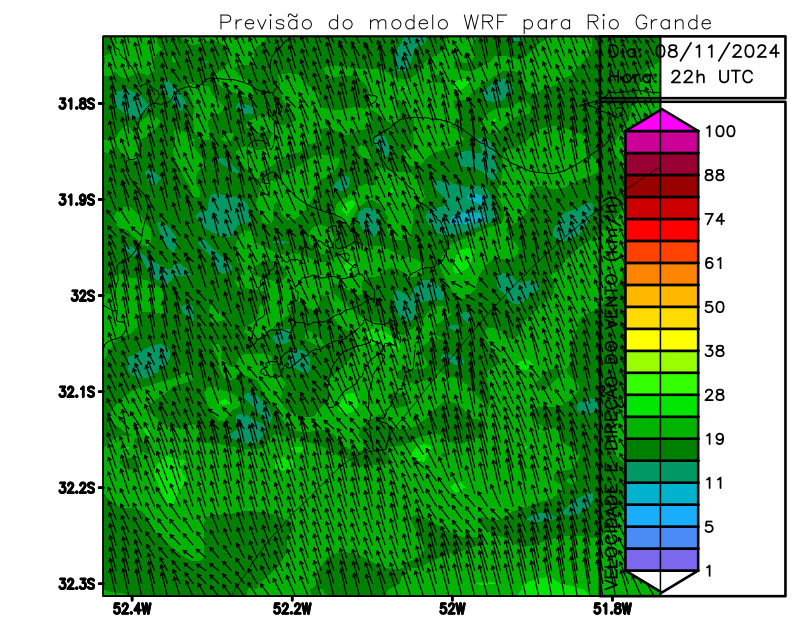 Previsão do modelo WRF para Rio Grande
Dia: 08/11/2024
Hora: 22h UTC
31.8S
31.9S
32S
32.1S
32.2S
32.3S
52.4W
52.2W
52W
51.8W
VELOCIDADE E DIREÇÃO DO VENTO (km/h)
100
88
74
61
50
38
28
19
11
5
1